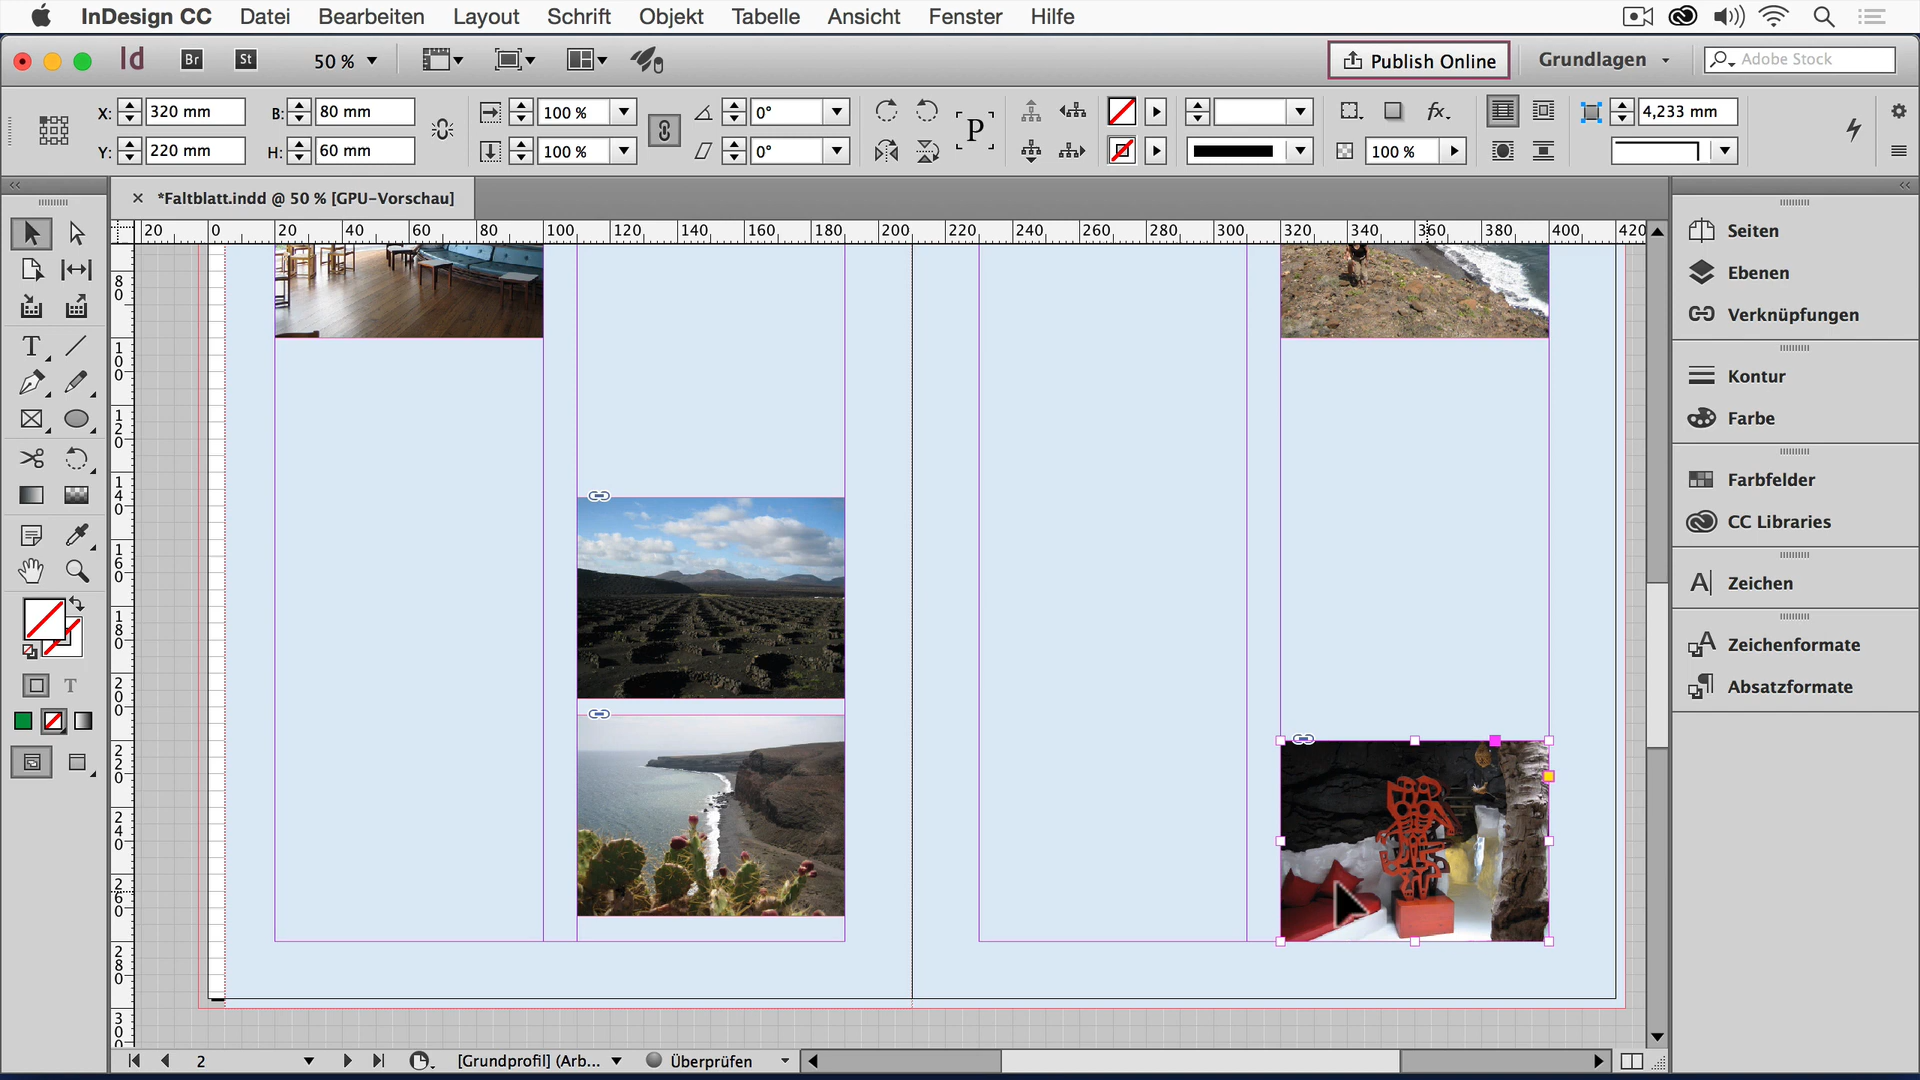 InDesign CC Datei Bearbeiten Layout Schrift Objekt Tabelle Ansicht Fenster Hilfe
Id Br St 50 % Publish Online Grundlagen Adobe Stock
X: 320 mm B: 80 mm 100 % 0° P fx. 4,233 mm
Y: 220 mm H: 60 mm 100 % 0° 100 %
*Faltblatt.indd @ 50 % [GPU-Vorschau]
20 0 20 40 60 80 100 120 140 160 180 200 220 240 260 280 300 320 340 360 380 400 420
80
100
120
140
160
180
200
220
240
260
280
30
Seiten
Ebenen
Verknüpfungen
Kontur
Farbe
Farbfelder
CC Libraries
Zeichen
Zeichenformate
Absatzformate
2 [Grundprofil] (Arb... Überprüfen